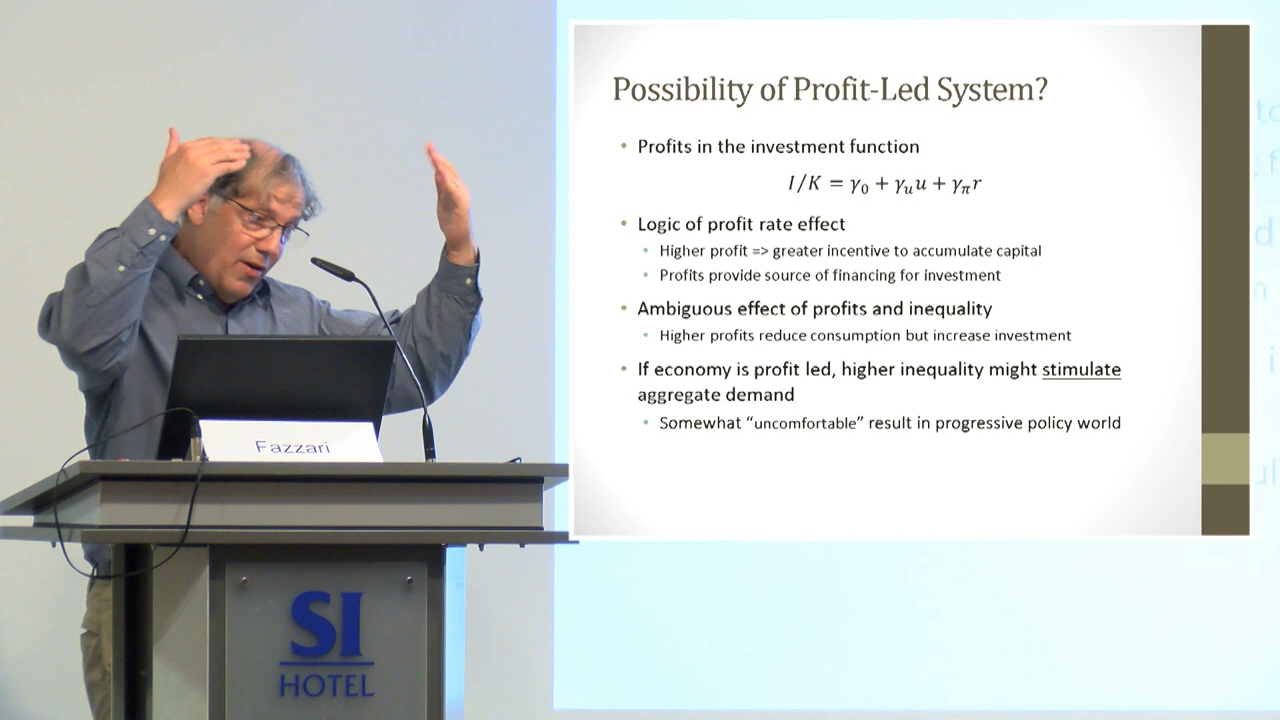 Possibility of Profit-Led System?
• Profits in the investment function
I/K = γ₀ + γᵤu + γ_πr
• Logic of profit rate effect
• Higher profit => greater incentive to accumulate capital
• Profits provide source of financing for investment
• Ambiguous effect of profits and inequality
• Higher profits reduce consumption but increase investment
• If economy is profit led, higher inequality might stimulate
aggregate demand
• Somewhat “uncomfortable” result in progressive policy world
Fazzari
SI
HOTEL